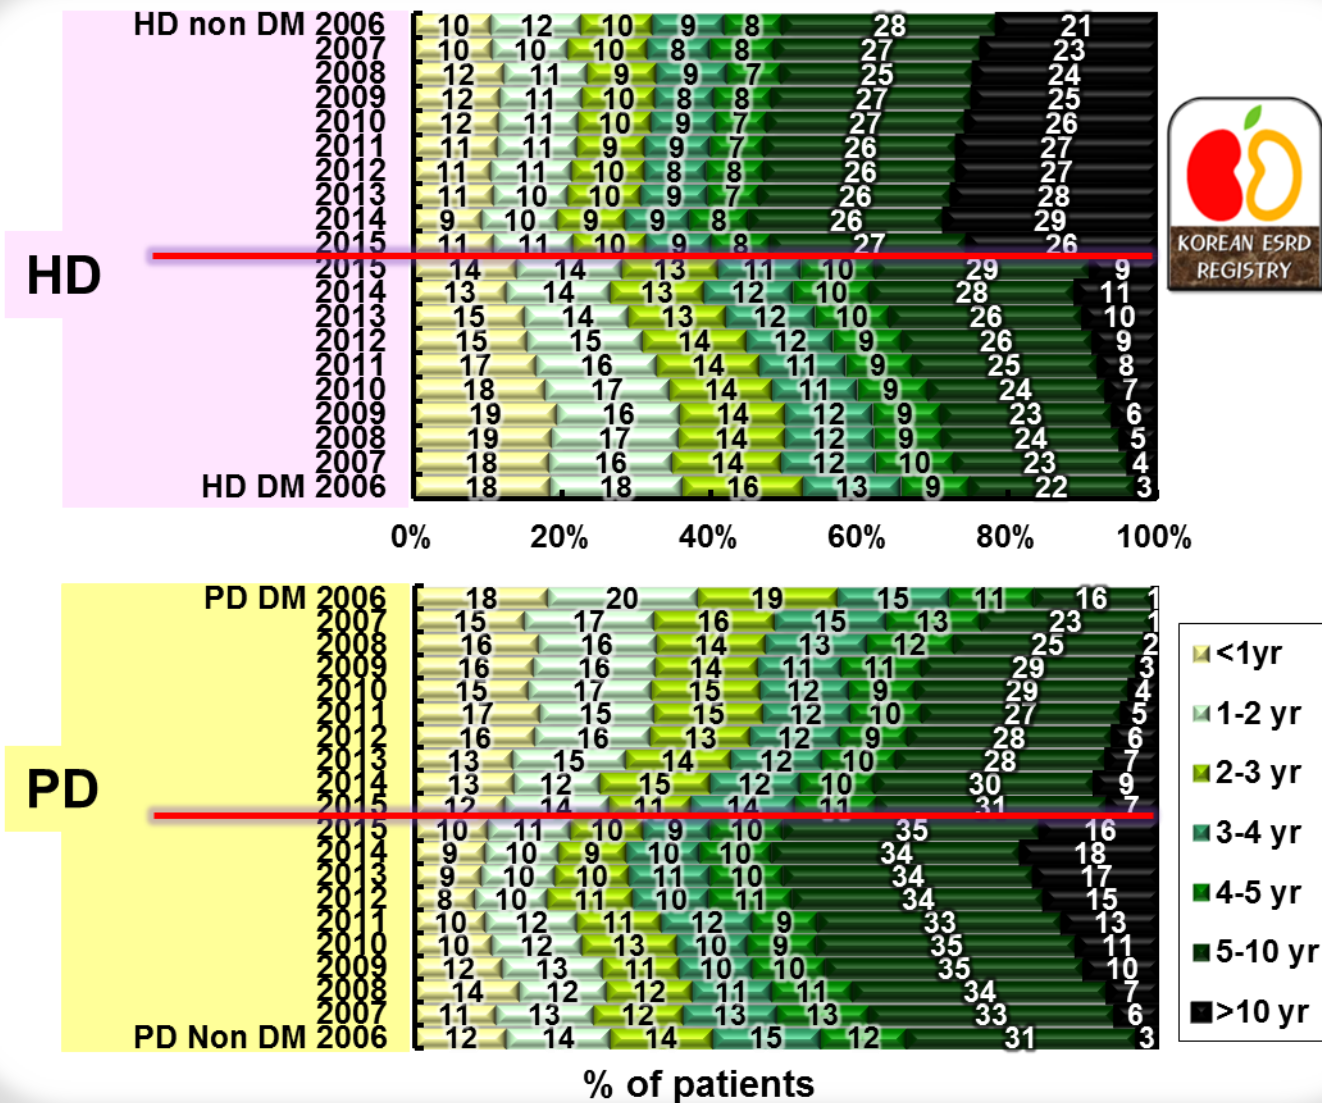 HD non DM 2006 10 12 10 9 8 28 21
2007 10 10 10 8 8 27 23
2008 12 11 9 9 7 25 24
2009 12 11 10 8 8 27 25
2010 12 11 10 9 7 27 26
2011 11 11 9 9 7 26 27
2012 11 11 10 8 8 26 27
2013 11 10 10 9 7 26 28
2014 9 10 9 9 8 26 29
2015 11 11 10 9 8 27 26
HD
2015 14 14 13 11 10 29 9
2014 13 14 13 12 10 28 11
2013 15 14 13 12 10 26 10
2012 15 15 14 12 9 26 9
2011 17 16 14 11 9 25 8
2010 18 17 14 11 9 24 7
2009 19 16 14 12 9 23 6
2008 19 17 14 12 9 24 5
2007 18 16 14 12 10 23 4
HD DM 2006 18 18 16 13 9 22 3
0% 20% 40% 60% 80% 100%
KOREAN ESRD
REGISTRY
PD DM 2006 18 20 19 15 11 16 1
2007 15 17 16 15 13 23 1
2008 16 16 14 13 12 25 2
2009 16 16 14 11 11 29 3
2010 15 17 15 12 9 29 4
2011 17 15 15 12 10 27 5
2012 16 16 13 12 9 28 6
2013 13 15 14 12 10 28 7
2014 13 12 15 12 10 30 9
2015 12 14 11 14 11 31 7
PD
2015 10 11 10 9 10 35 16
2014 9 10 9 10 10 34 18
2013 9 10 10 11 10 34 17
2012 8 10 11 10 11 34 15
2011 10 12 11 12 9 33 13
2010 10 12 13 10 9 35 11
2009 12 13 11 10 10 35 10
2008 14 12 12 11 11 34 7
2007 11 13 12 13 13 33 6
PD Non DM 2006 12 14 14 15 12 31 3
% of patients
<1yr
1-2 yr
2-3 yr
3-4 yr
4-5 yr
5-10 yr
>10 yr